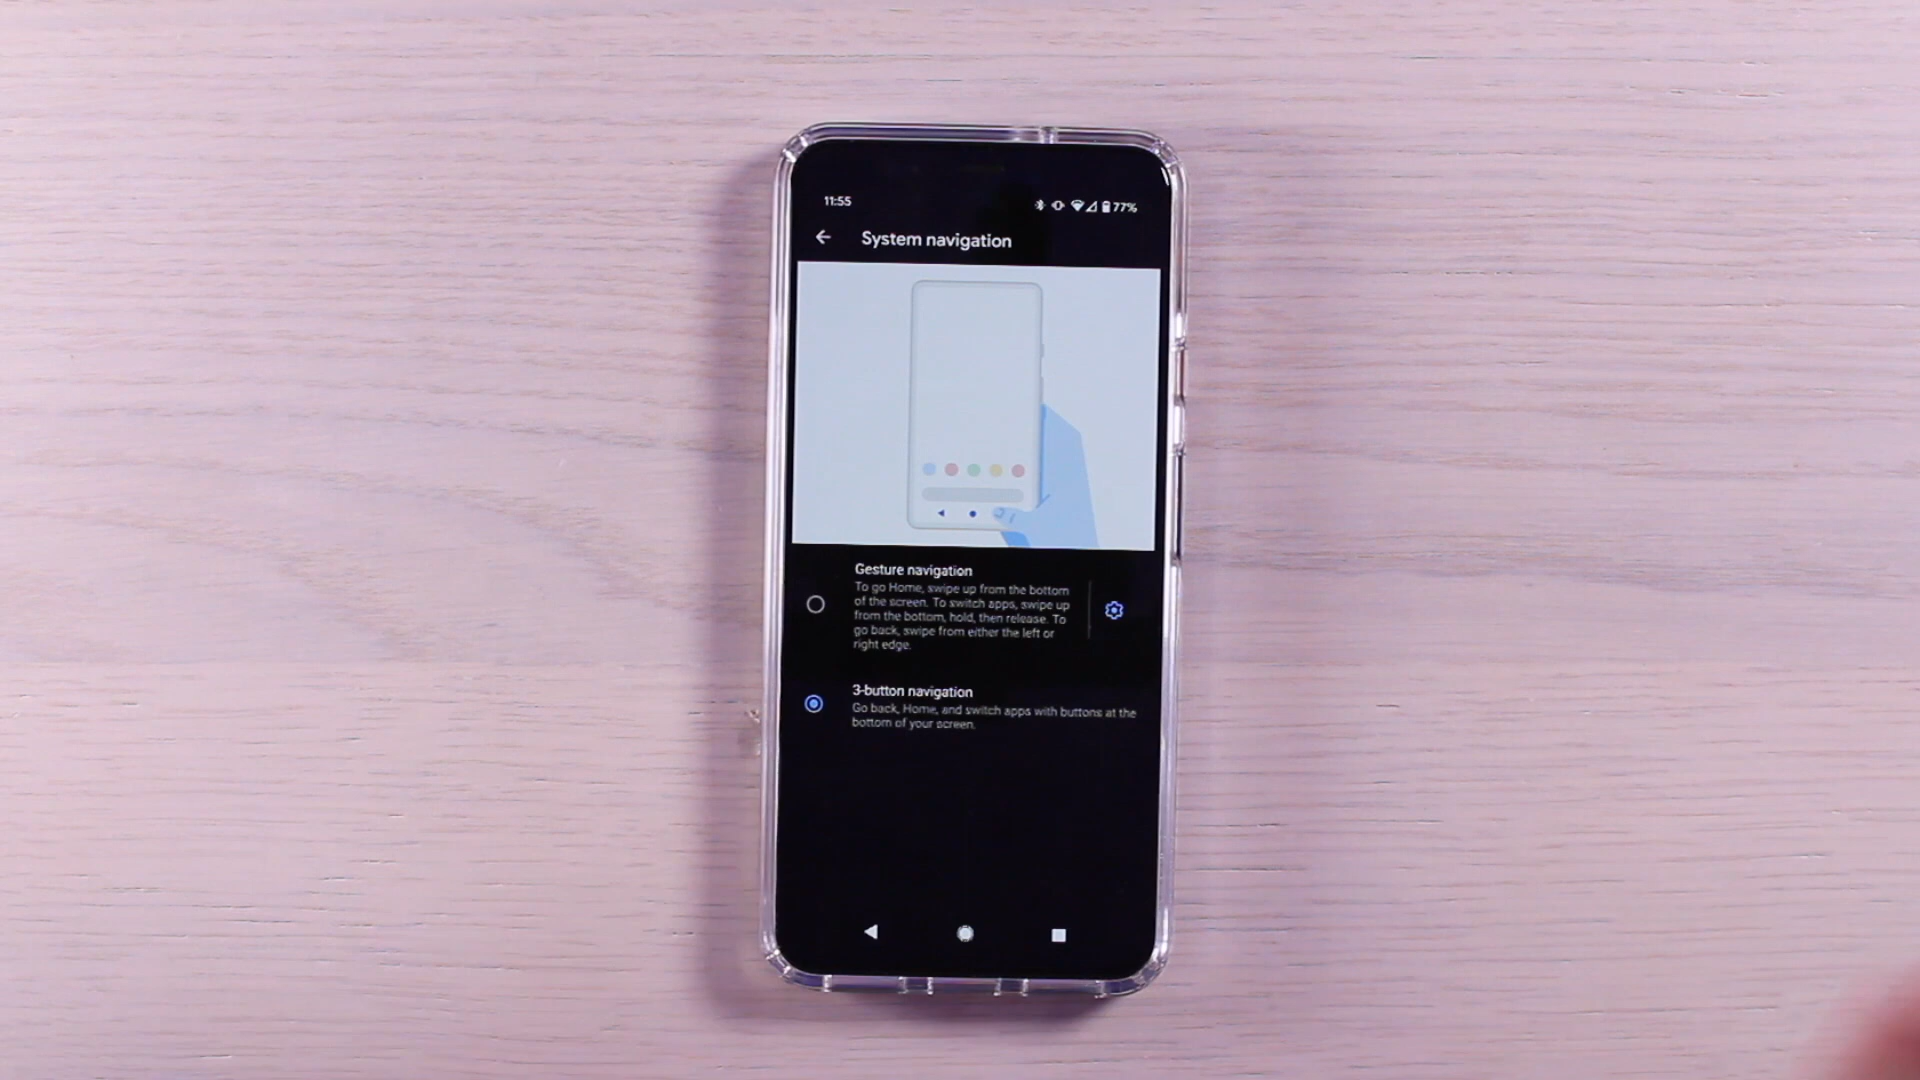 11:55
77%
System navigation
Gesture navigation
To go Home, swipe up from the bottom
of the screen. To switch apps, swipe up
from the bottom, hold, then release. To
go back, swipe from either the left or
right edge.
3-button navigation
Go back, Home, and switch apps with buttons at the
bottom of your screen.